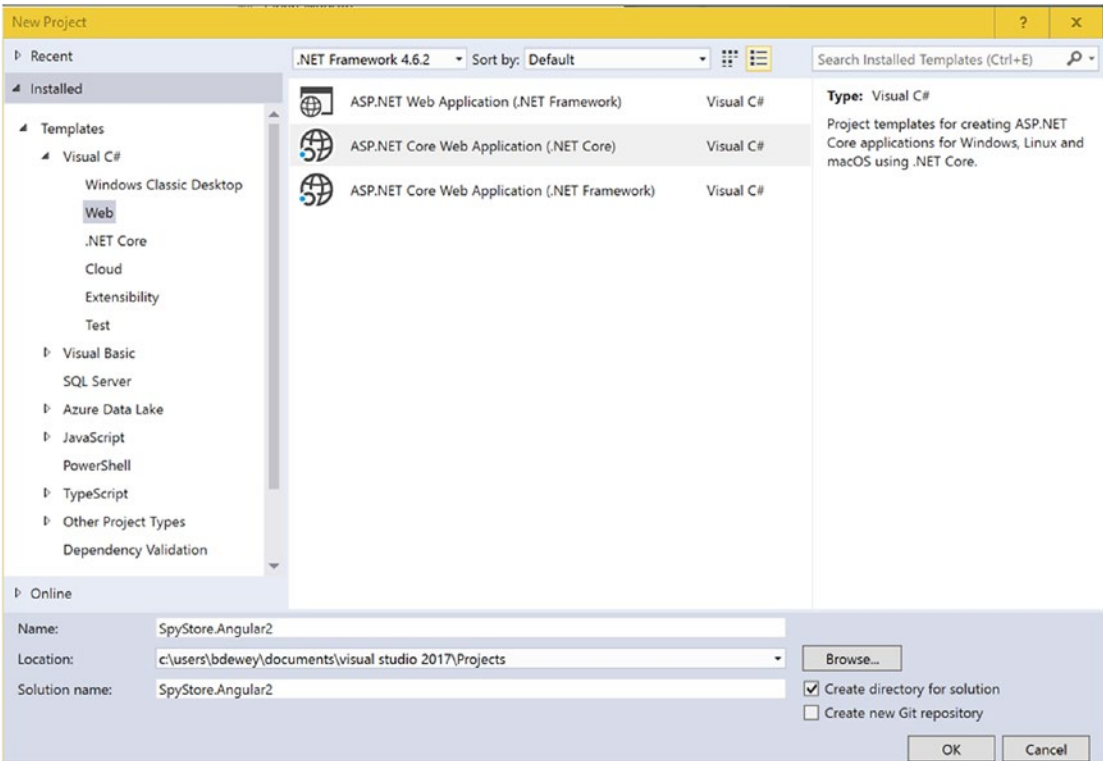 New Project
?
x
Recent
.NET Framework 4.6.2
Sort by: Default
Search Installed Templates (Ctrl+E)
Installed
Templates
Visual C#
Windows Classic Desktop
Web
.NET Core
Cloud
Extensibility
Test
Visual Basic
SQL Server
Azure Data Lake
JavaScript
PowerShell
TypeScript
Other Project Types
Dependency Validation
Online
ASP.NET Web Application (.NET Framework) Visual C#
ASP.NET Core Web Application (.NET Core) Visual C#
ASP.NET Core Web Application (.NET Framework) Visual C#
Type: Visual C#
Project templates for creating ASP.NET
Core applications for Windows, Linux and
macOS using .NET Core.
Name: SpyStore.Angular2
Location: c:\users\bdewey\documents\visual studio 2017\Projects
Browse...
Solution name: SpyStore.Angular2
Create directory for solution
Create new Git repository
OK
Cancel